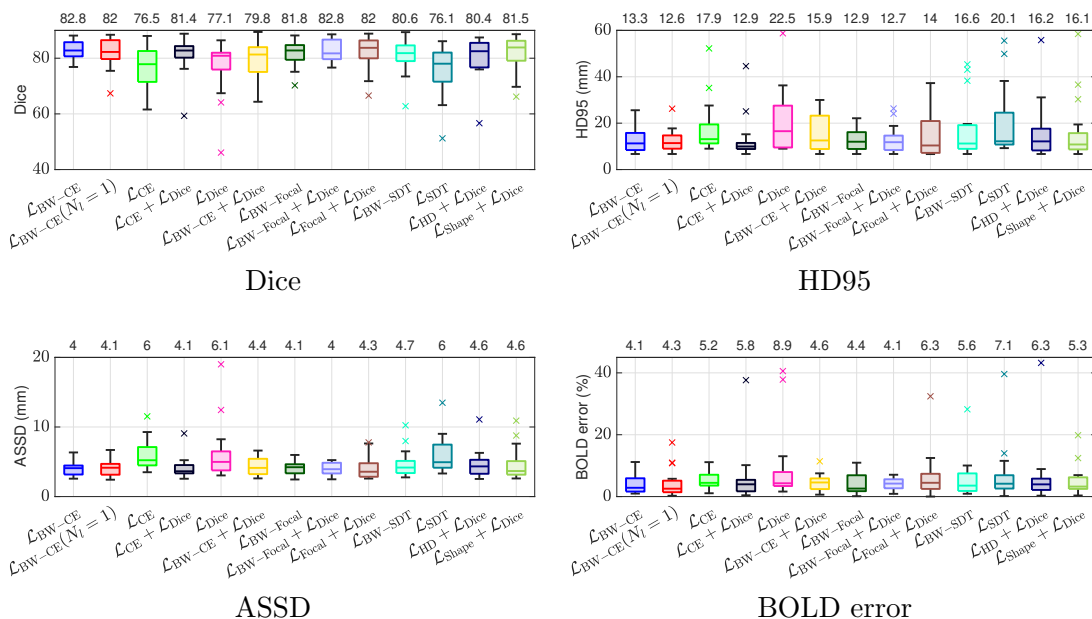 82.8 82 76.5 81.4 77.1 79.8 81.8 82.8 82 80.6 76.1 80.4 81.5
80
60
40
Dice
ℒBW−CE
ℒBW−CE(Nl = 1)
ℒCE
ℒCE + ℒDice
ℒDice
ℒBW−CE + ℒDice
ℒBW−Focal
ℒBW−Focal + ℒDice
ℒFocal + ℒDice
ℒBW−SDT
ℒSDT
ℒHD + ℒDice
ℒShape + ℒDice
Dice
13.3 12.6 17.9 12.9 22.5 15.9 12.9 12.7 14 16.6 20.1 16.2 16.1
60
40
20
0
HD95 (mm)
ℒBW−CE
ℒBW−CE(Nl = 1)
ℒCE
ℒCE + ℒDice
ℒDice
ℒBW−CE + ℒDice
ℒBW−Focal
ℒBW−Focal + ℒDice
ℒFocal + ℒDice
ℒBW−SDT
ℒSDT
ℒHD + ℒDice
ℒShape + ℒDice
HD95
4 4.1 6 4.1 6.1 4.4 4.1 4 4.3 4.7 6 4.6 4.6
20
10
0
ASSD (mm)
ℒBW−CE
ℒBW−CE(Nl = 1)
ℒCE
ℒCE + ℒDice
ℒDice
ℒBW−CE + ℒDice
ℒBW−Focal
ℒBW−Focal + ℒDice
ℒFocal + ℒDice
ℒBW−SDT
ℒSDT
ℒHD + ℒDice
ℒShape + ℒDice
ASSD
4.1 4.3 5.2 5.8 8.9 4.6 4.4 4.1 6.3 5.6 7.1 6.3 5.3
40
20
0
BOLD error (%)
ℒBW−CE
ℒBW−CE(Nl = 1)
ℒCE
ℒCE + ℒDice
ℒDice
ℒBW−CE + ℒDice
ℒBW−Focal
ℒBW−Focal + ℒDice
ℒFocal + ℒDice
ℒBW−SDT
ℒSDT
ℒHD + ℒDice
ℒShape + ℒDice
BOLD error